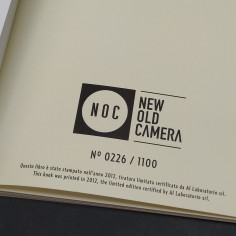 NOC
NEW
OLD
CAMERA
Nº 0226 / 1100
Questo libro è stato stampato nell'anno 2012, tiratura limitata certificata da Al Laboratorio srl.
This book was printed in 2012, the limited edition certified by Al Laboratorio srl.